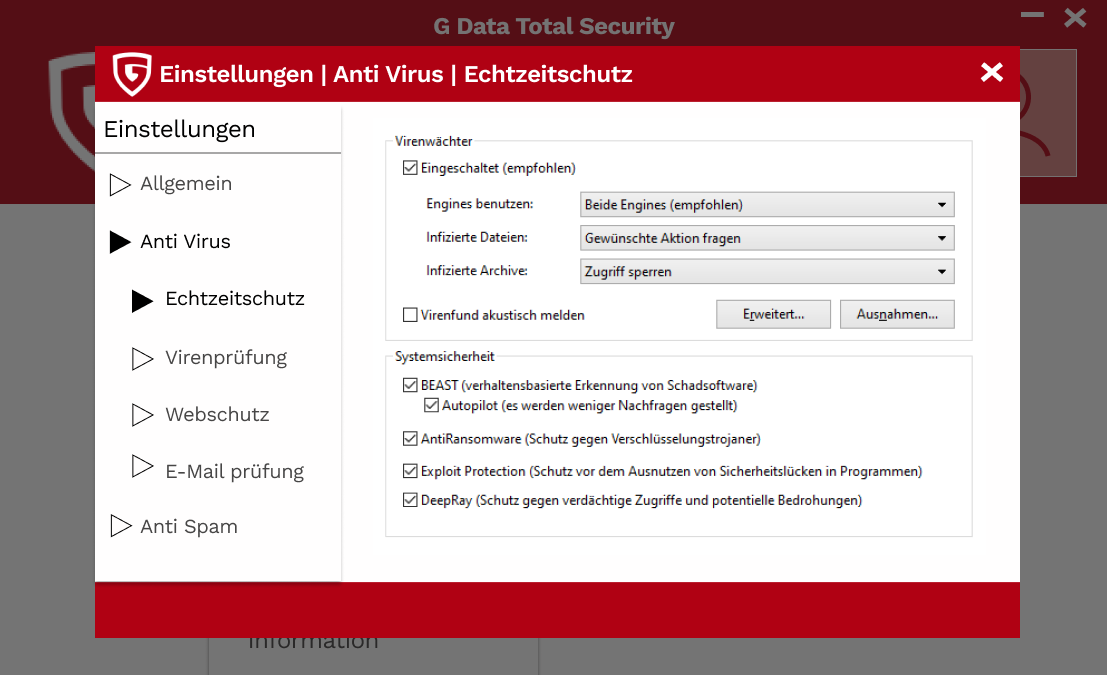 G Data Total Security
Einstellungen | Anti Virus | Echtzeitschutz
Einstellungen
Allgemein
Anti Virus
Echtzeitschutz
Virenprüfung
Webschutz
E-Mail prüfung
Anti Spam
Virenwächter
Eingeschaltet (empfohlen)
Engines benutzen: Beide Engines (empfohlen)
Infizierte Dateien: Gewünschte Aktion fragen
Infizierte Archive: Zugriff sperren
Virenfund akustisch melden Erweitert... Ausnahmen...
Systemsicherheit
BEAST (verhaltensbasierte Erkennung von Schadsoftware)
Autopilot (es werden weniger Nachfragen gestellt)
AntiRansomware (Schutz gegen Verschlüsselungstrojaner)
Exploit Protection (Schutz vor dem Ausnutzen von Sicherheitslücken in Programmen)
DeepRay (Schutz gegen verdächtige Zugriffe und potentielle Bedrohungen)
Information